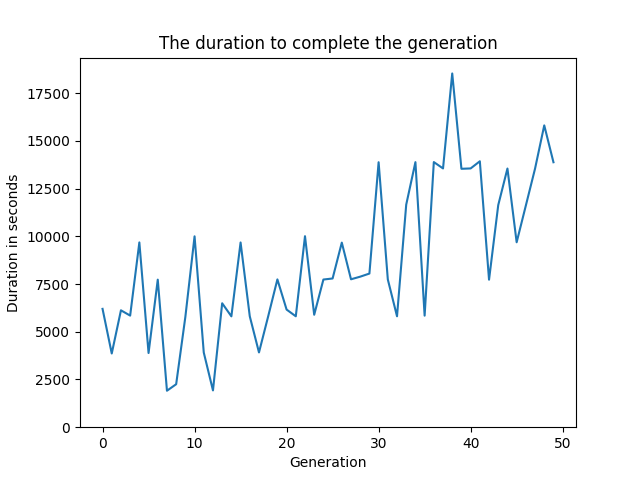 The duration to complete the generation
17500
15000
12500
10000
7500
5000
2500
0
Duration in seconds
0 10 20 30 40 50
Generation